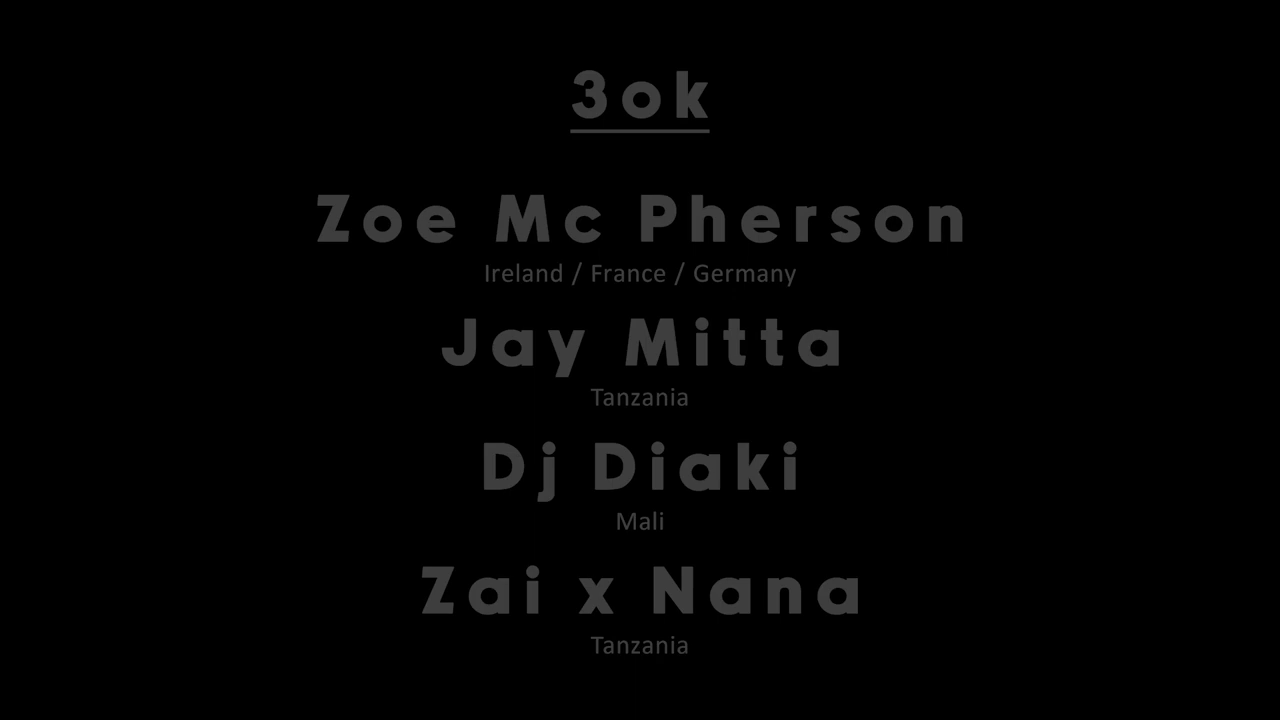 3ok
Zoe Mc Pherson
Ireland / France / Germany
Jay Mitta
Tanzania
Dj Diaki
Mali
Zai x Nana
Tanzania